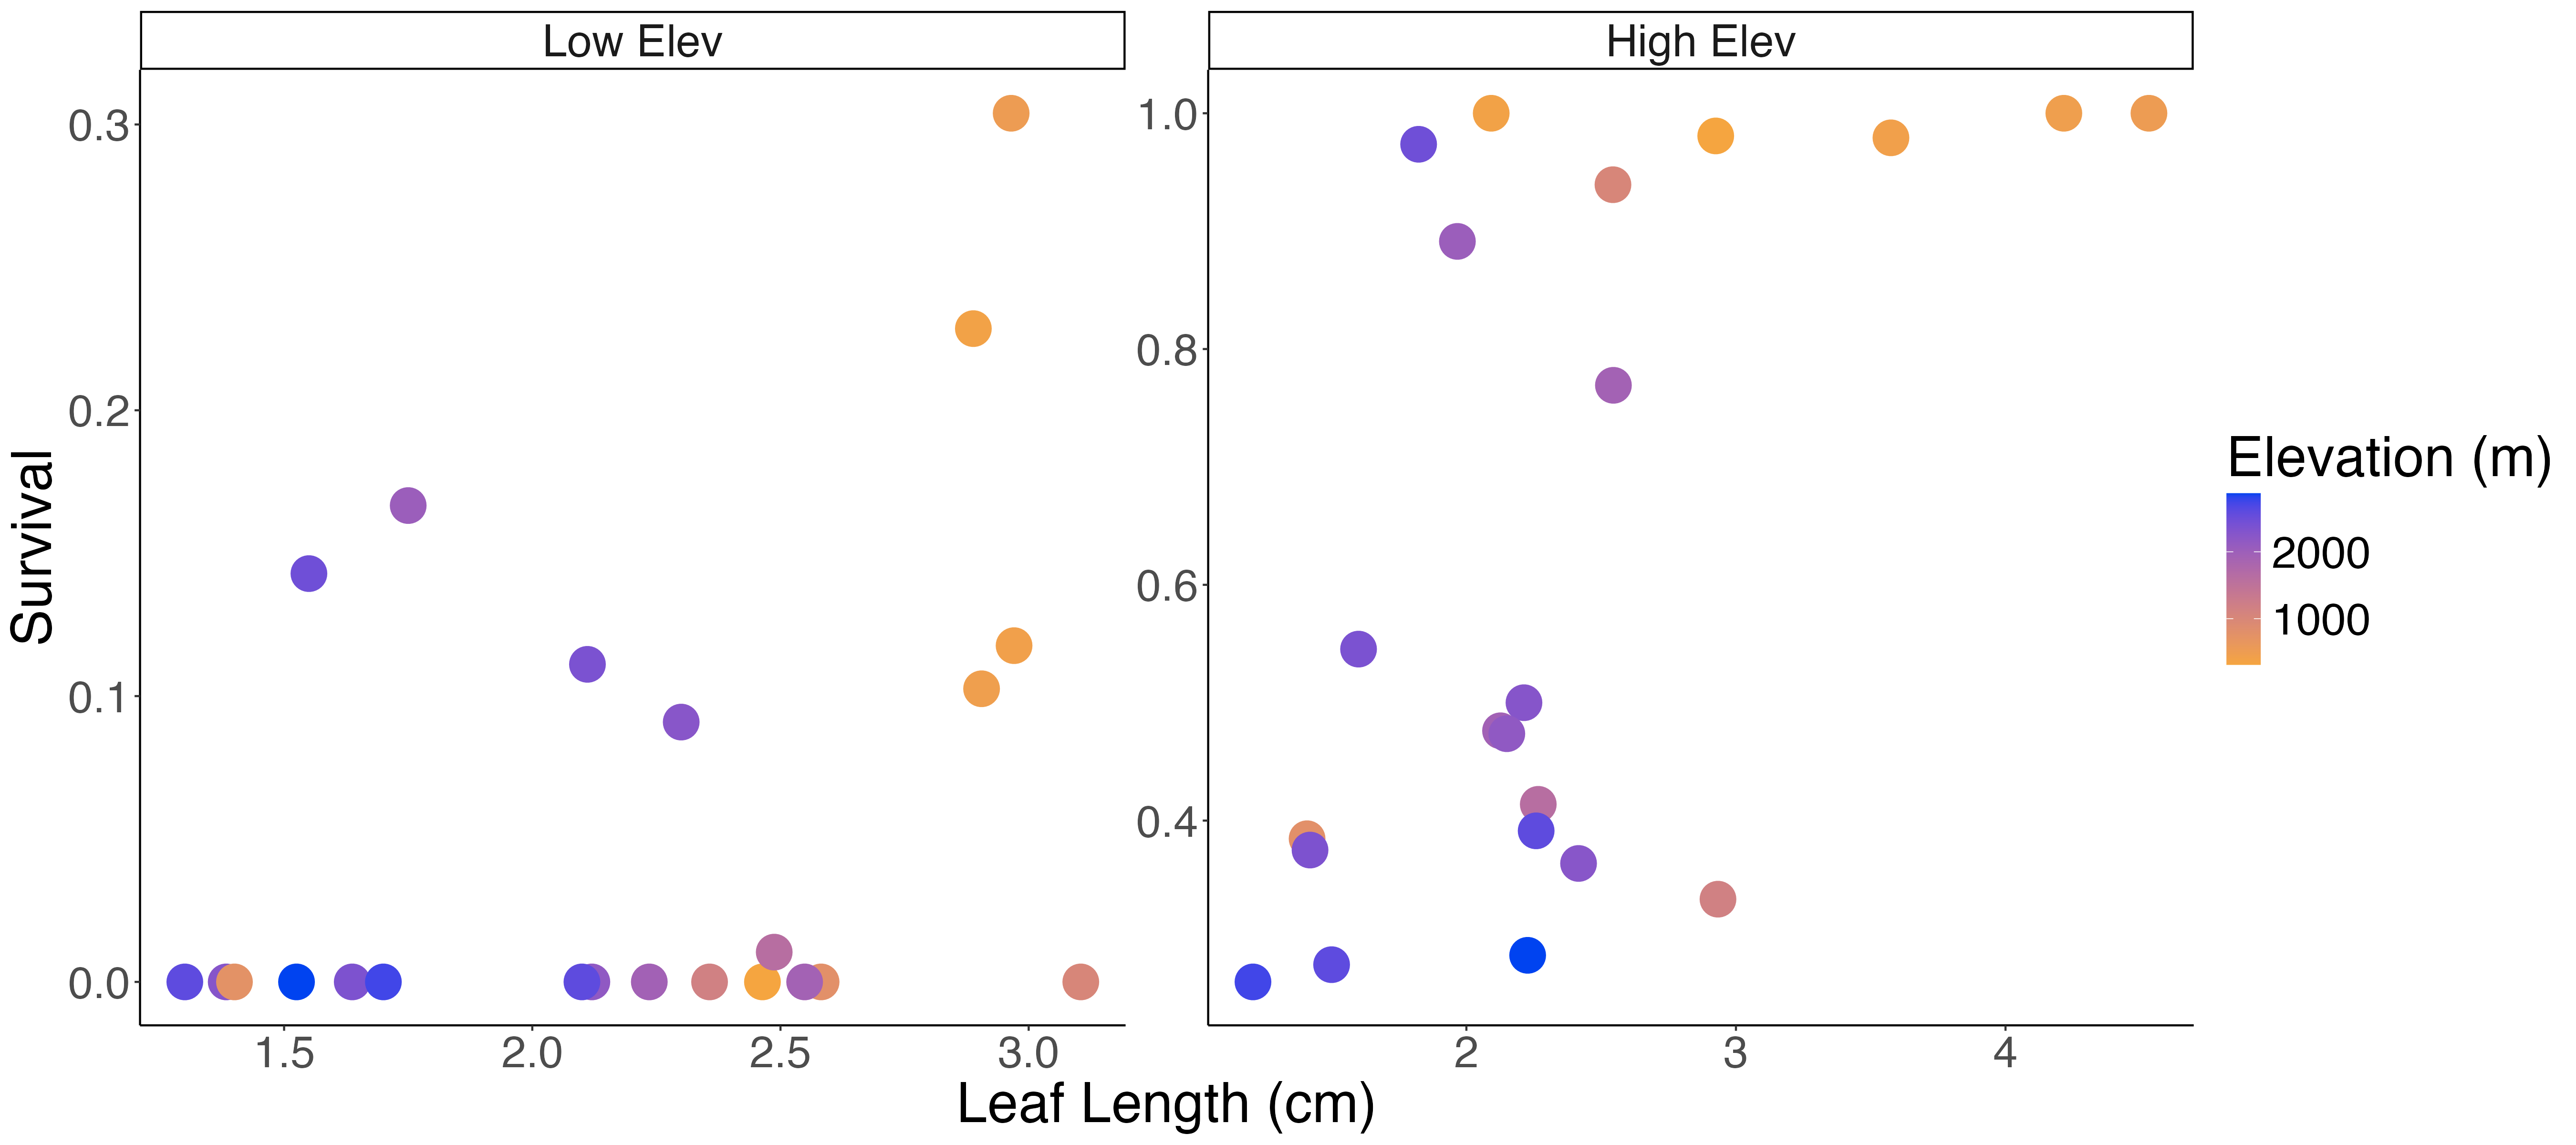 Low Elev
High Elev
Survival
0.3
0.2
0.1
0.0
1.5 2.0 2.5 3.0
1.0
0.8
0.6
0.4
2 3 4
Leaf Length (cm)
Elevation (m)
2000
1000